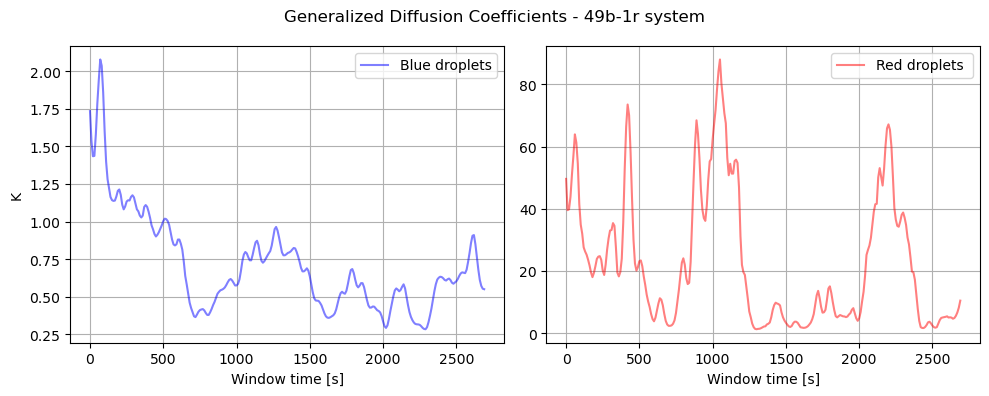 Generalized Diffusion Coefficients - 49b-1r system
Blue droplets
K
2.00
1.75
1.50
1.25
1.00
0.75
0.50
0.25
0 500 1000 1500 2000 2500
Window time [s]
Red droplets
80
60
40
20
0
0 500 1000 1500 2000 2500
Window time [s]